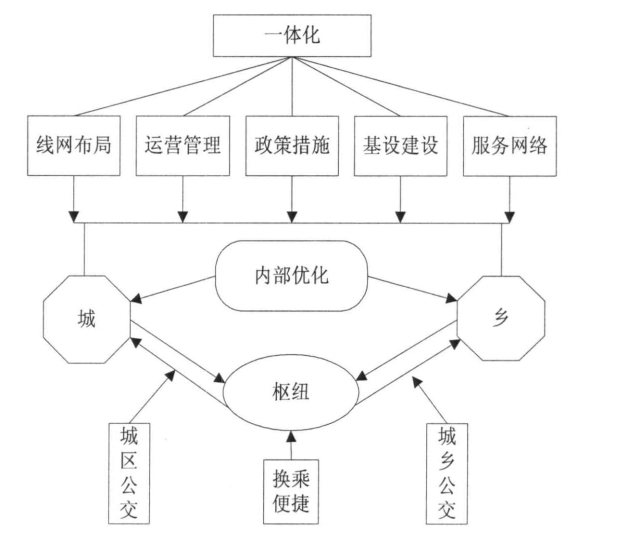 一体化
线网布局
运营管理
政策措施
基设建设
服务网络
内部优化
城
乡
枢纽
城区公交
换乘
便捷
城乡公交